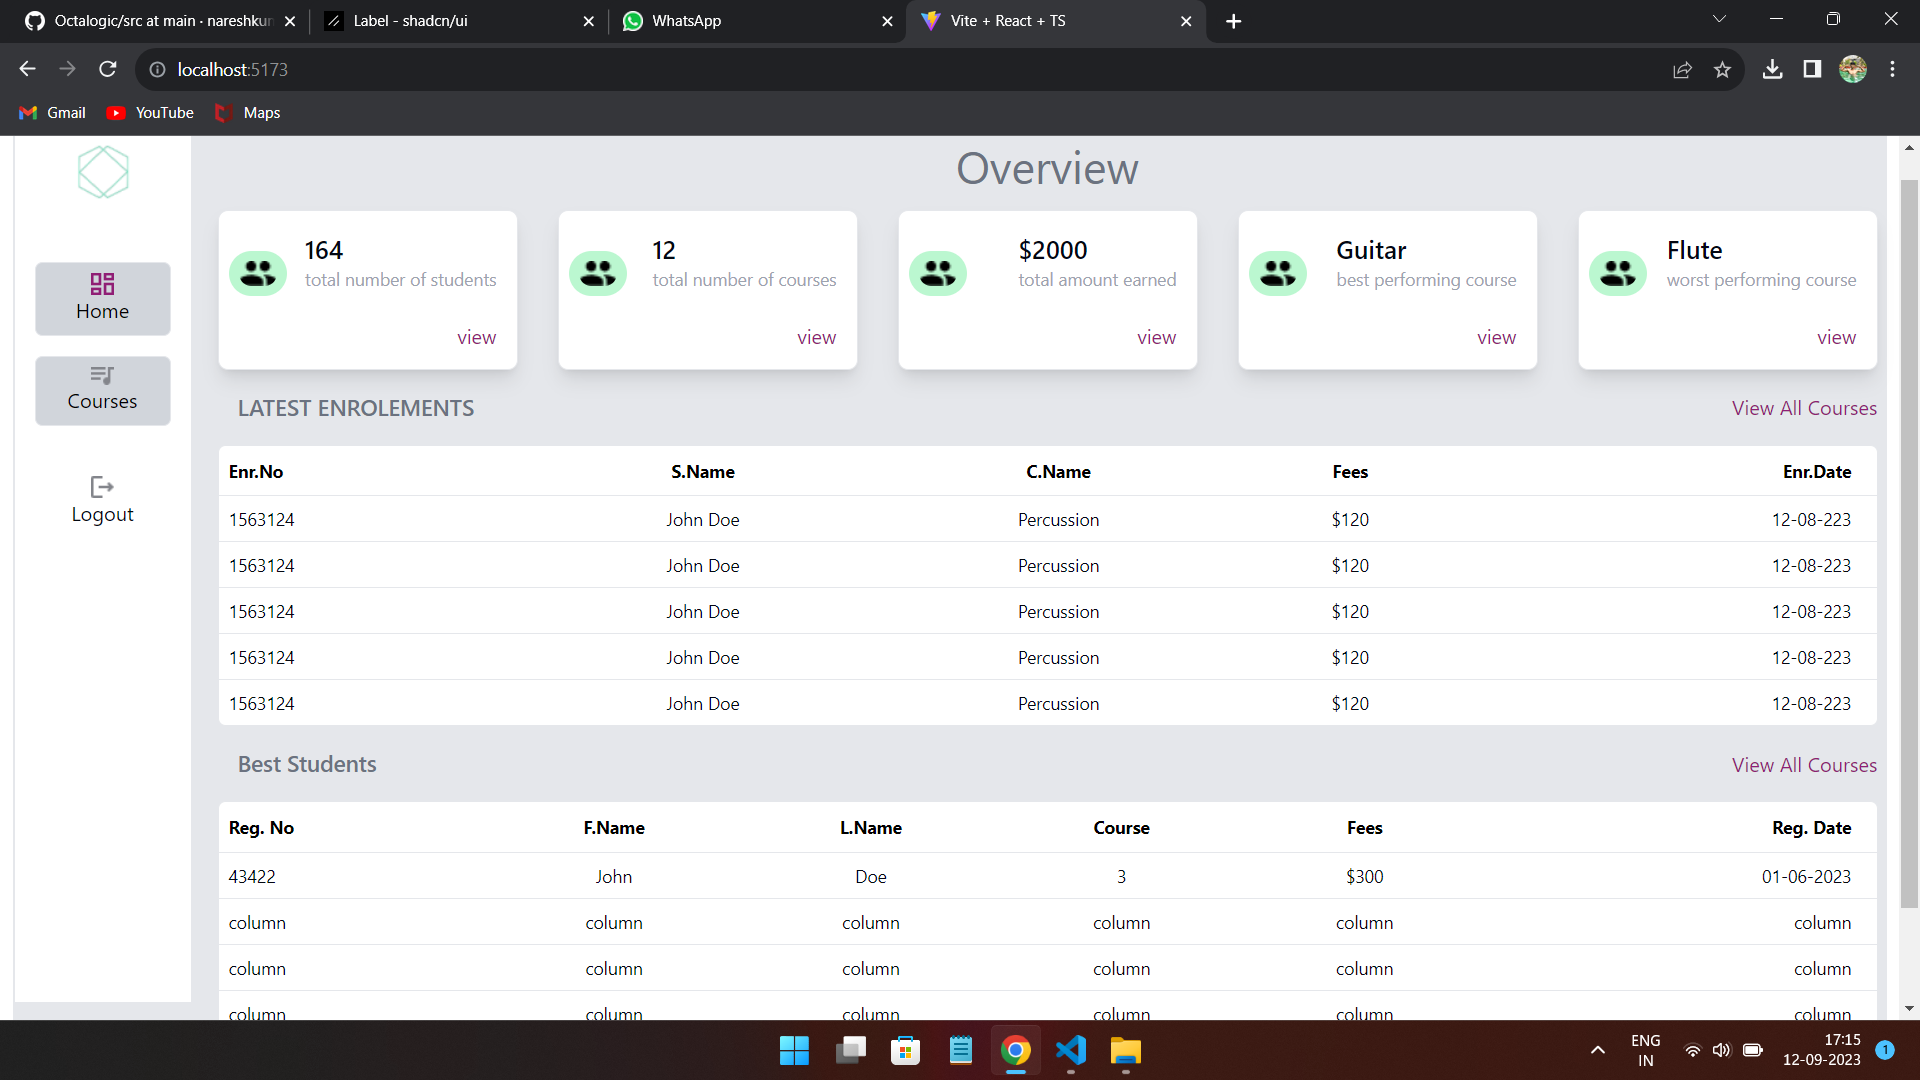 Octalogic/src at main · nareshkun
Label - shadcn/ui
WhatsApp
Vite + React + TS
localhost:5173
Gmail
YouTube
Maps
Overview
164
total number of students
view
12
total number of courses
view
$2000
total amount earned
view
Guitar
best performing course
view
Flute
worst performing course
view
Home
Courses
Logout
LATEST ENROLEMENTS
View All Courses
Enr.No S.Name C.Name Fees Enr.Date
1563124 John Doe Percussion $120 12-08-223
1563124 John Doe Percussion $120 12-08-223
1563124 John Doe Percussion $120 12-08-223
1563124 John Doe Percussion $120 12-08-223
1563124 John Doe Percussion $120 12-08-223
Best Students
View All Courses
Reg. No F.Name L.Name Course Fees Reg. Date
43422 John Doe 3 $300 01-06-2023
column column column column column column
column column column column column column
column column column column column column
ENG
IN
17:15
12-09-2023
1